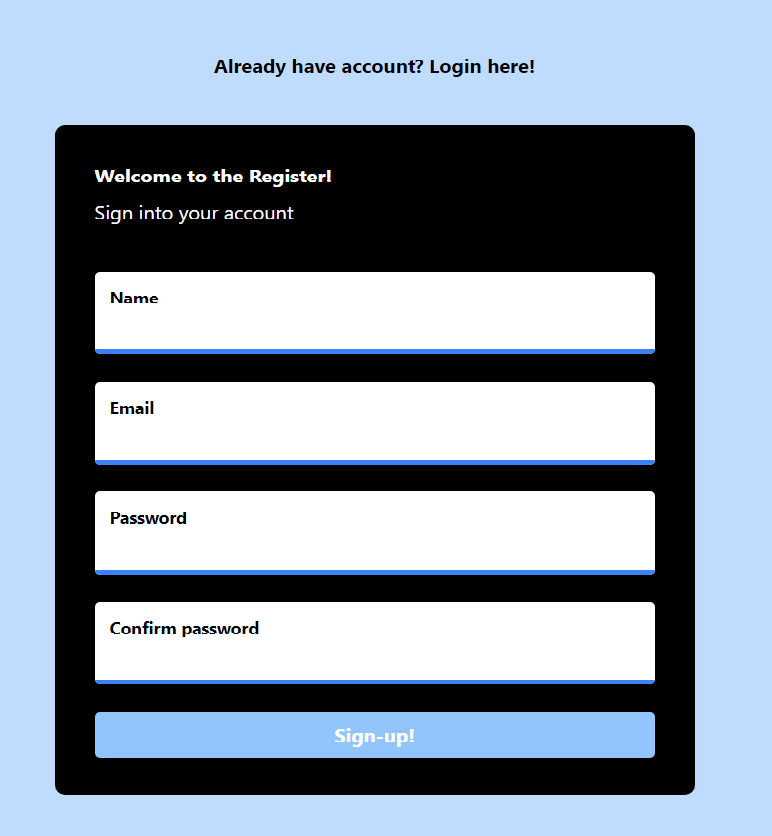 Already have account? Login here!
Welcome to the Register!
Sign into your account
Name
Email
Password
Confirm password
Sign-up!